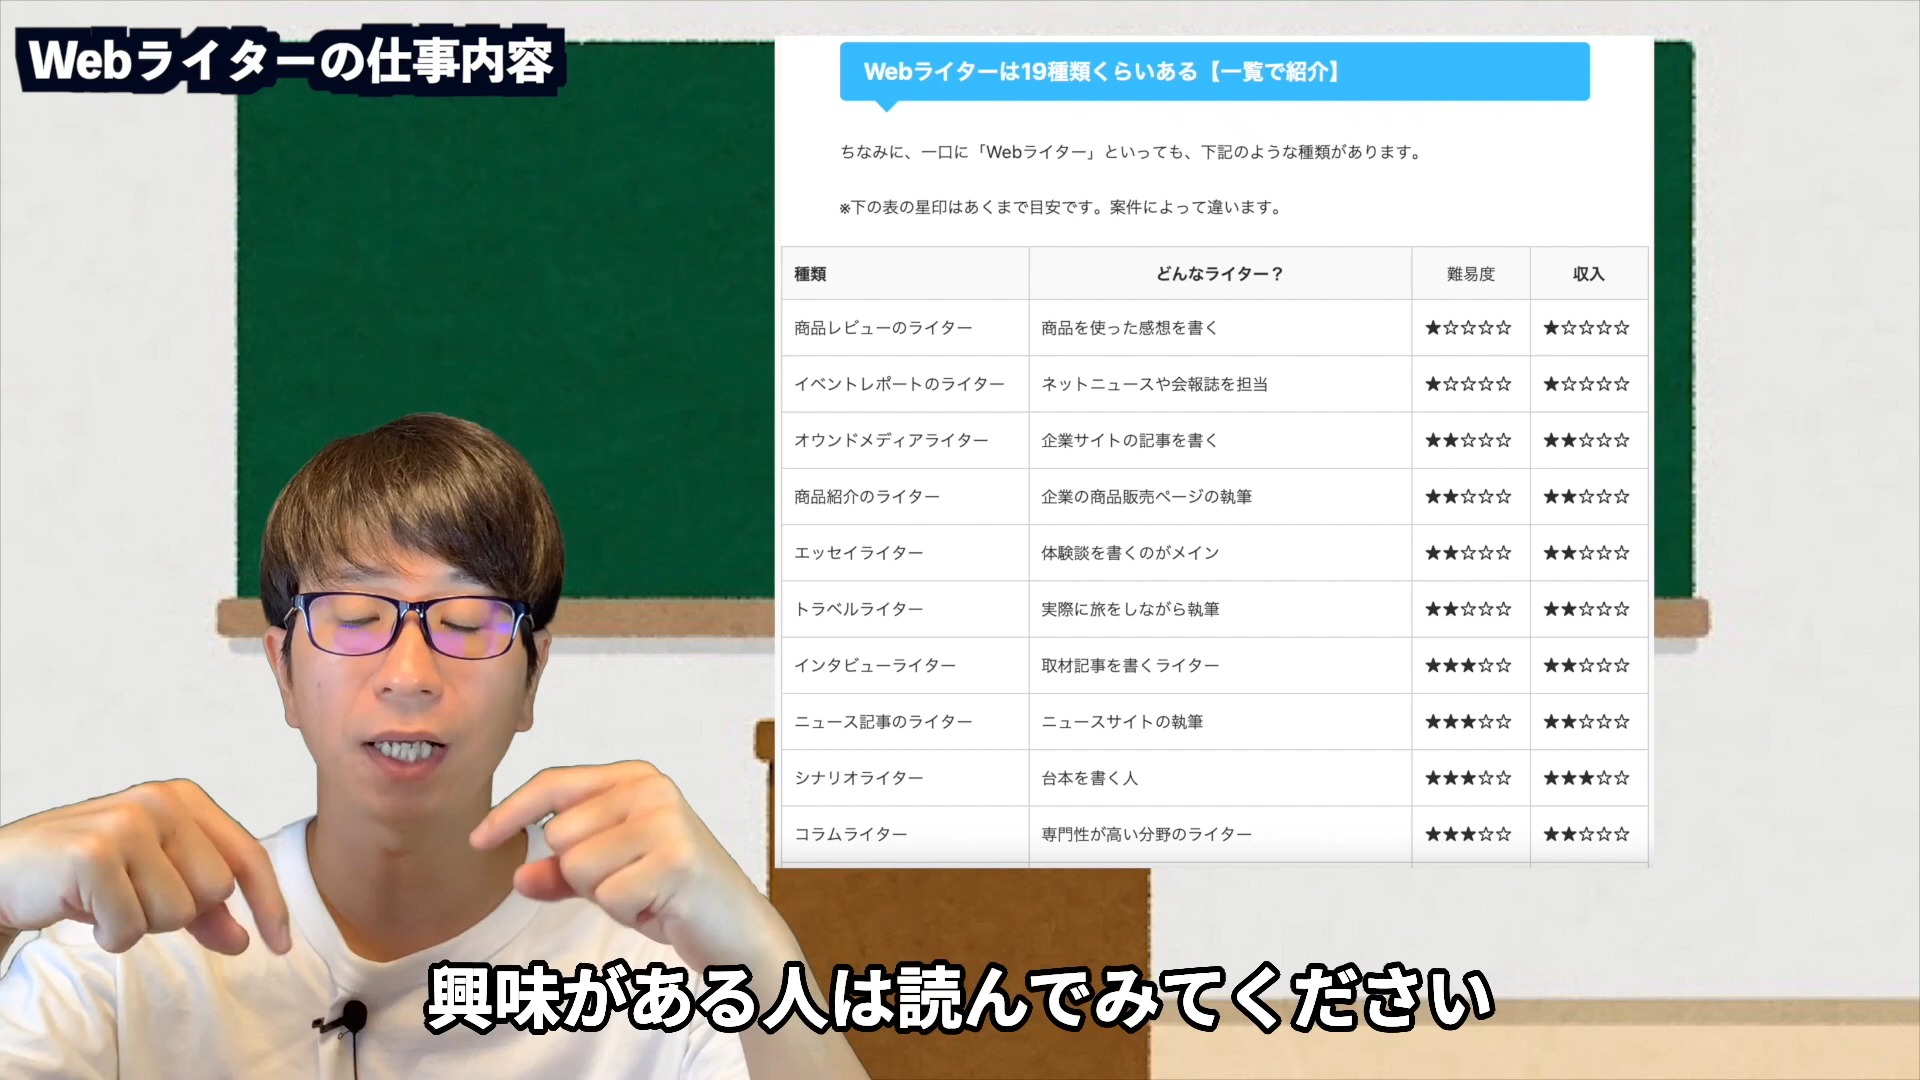 Webライターの仕事内容
Webライターは19種類くらいある【一覧で紹介】
ちなみに、一口に「Webライター」といっても、下記のような種類があります。
※下の表の星印はあくまで目安です。案件によって違います。
種類 どんなライター？ 難易度 収入
商品レビューのライター 商品を使った感想を書く ★☆☆☆☆ ★☆☆☆☆
イベントレポートのライター ネットニュースや会報誌を担当 ★☆☆☆☆ ★☆☆☆☆
オウンドメディアライター 企業サイトの記事を書く ★★☆☆☆ ★★☆☆☆
商品紹介のライター 企業の商品販売ページの執筆 ★★☆☆☆ ★★☆☆☆
エッセイライター 体験談を書くのがメイン ★★☆☆☆ ★★☆☆☆
トラベルライター 実際に旅をしながら執筆 ★★☆☆☆ ★★☆☆☆
インタビューライター 取材記事を書くライター ★★★☆☆ ★★☆☆☆
ニュース記事のライター ニュースサイトの執筆 ★★★☆☆ ★★☆☆☆
シナリオライター 台本を書く人 ★★★☆☆ ★★★☆☆
コラムライター 専門性が高い分野のライター ★★★☆☆ ★★☆☆☆
興味がある人は読んでみてください